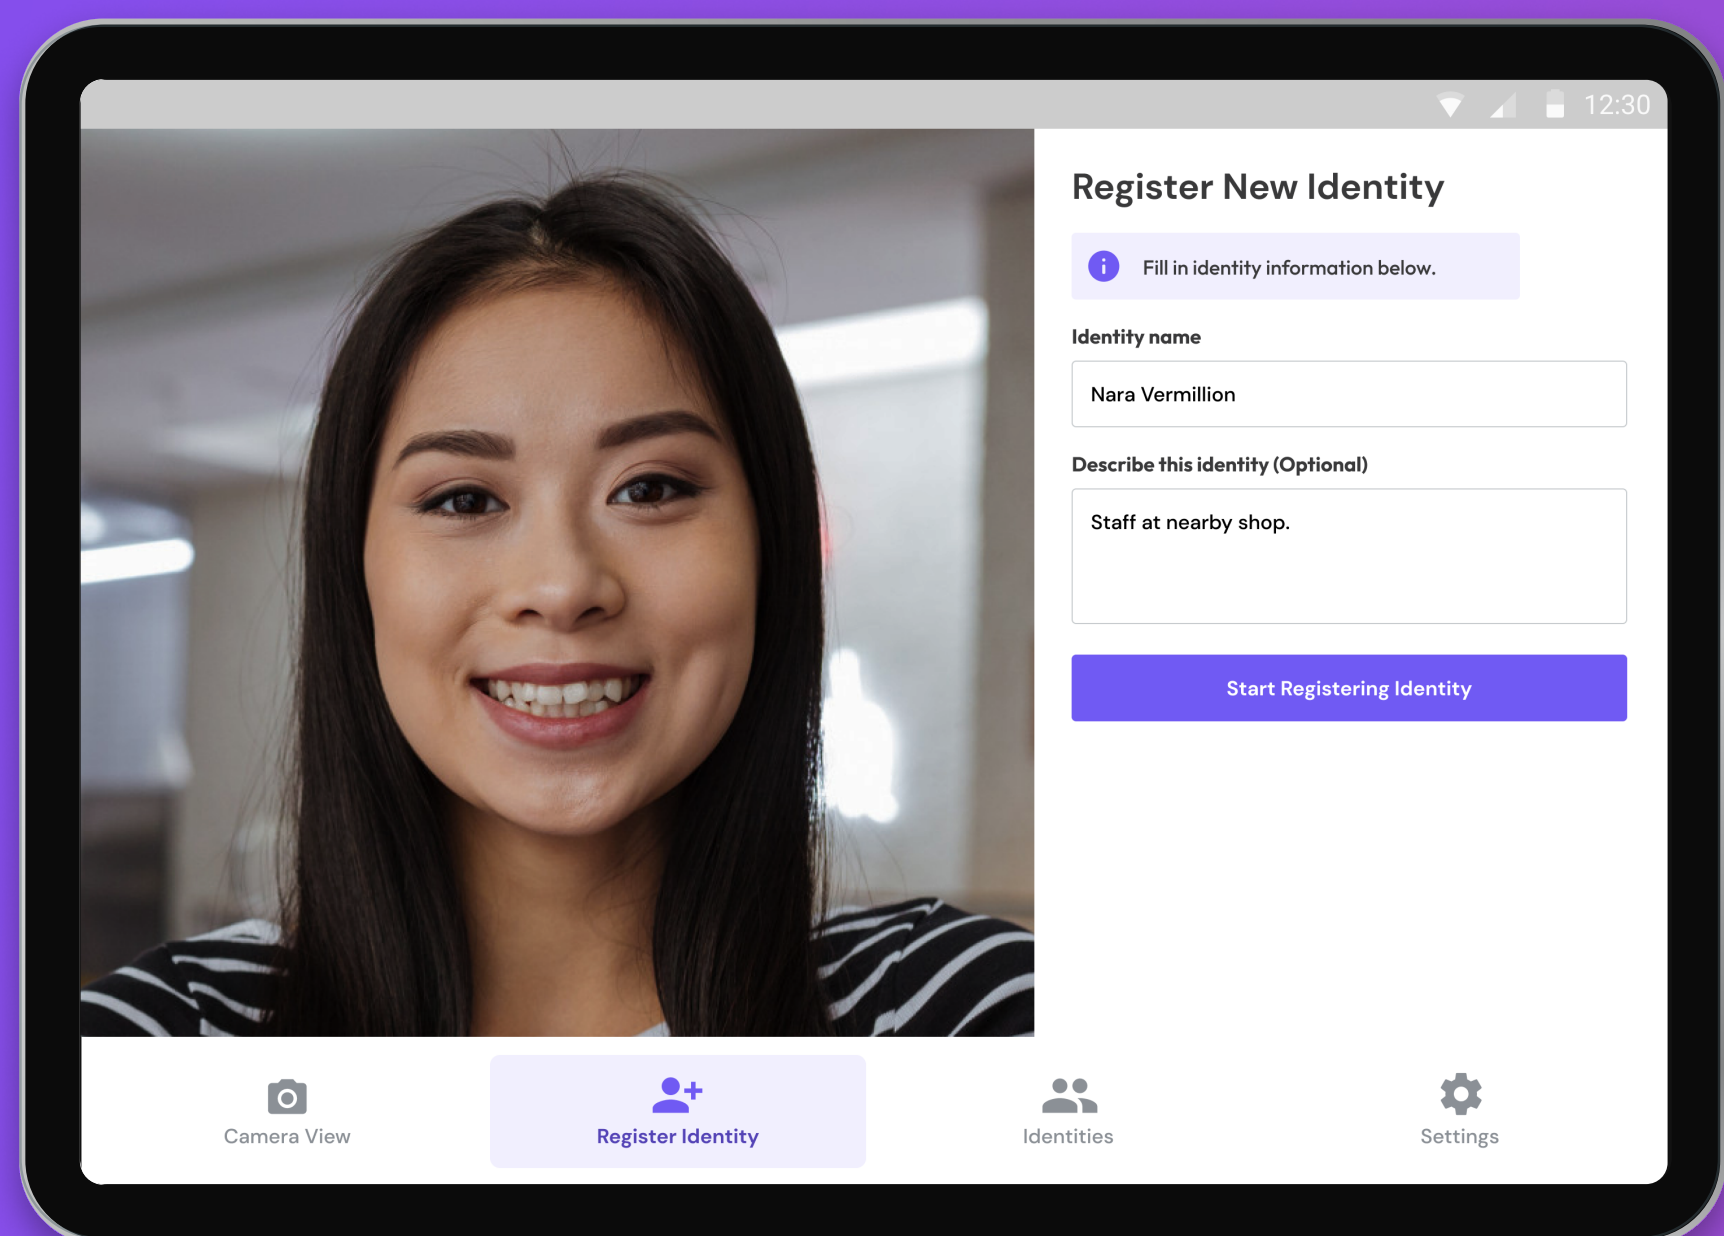 12:30
Register New Identity
Fill in identity information below.
Identity name
Nara Vermillion
Describe this identity (Optional)
Staff at nearby shop.
Start Registering Identity
Camera View
Register Identity
Identities
Settings